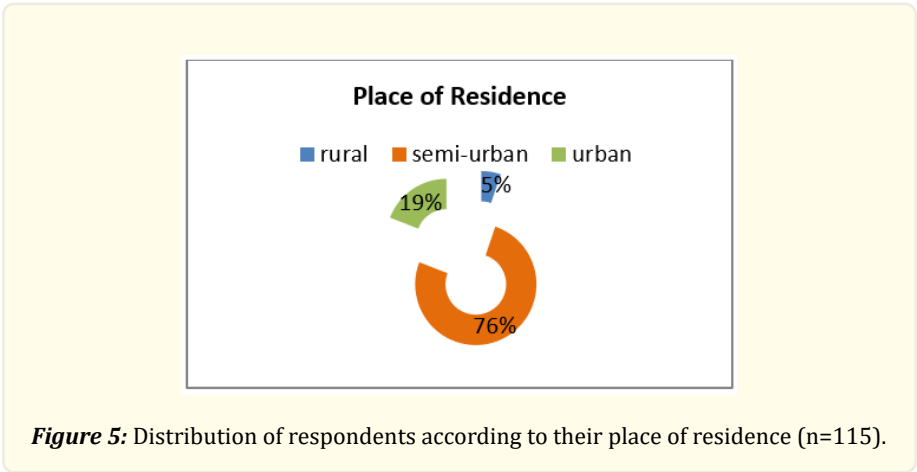 Place of Residence
rural semi-urban urban
5%
19%
76%
Figure 5: Distribution of respondents according to their place of residence (n=115).